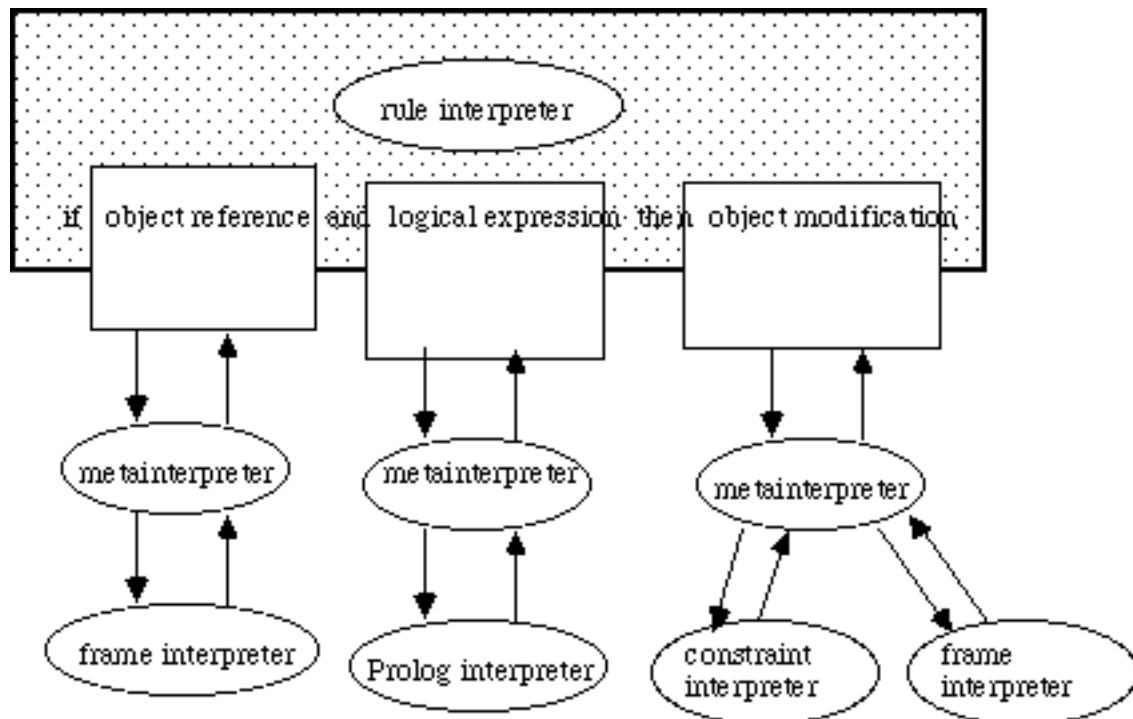 rule interpreter
if object reference and logical expression then object modification
metainterpreter
metainterpreter
metainterpreter
frame interpreter
Prolog interpreter
constraint
interpreter
frame
interpreter